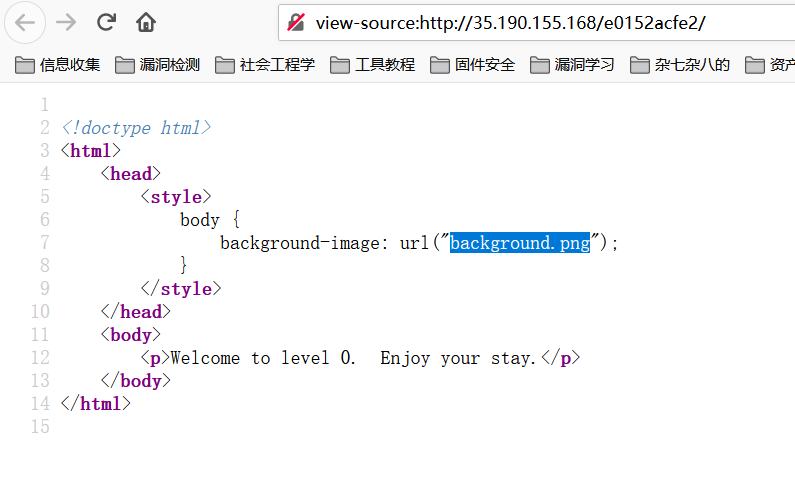 view-source:http://35.190.155.168/e0152acfe2/
信息收集 漏洞检测 社会工程学 工具教程 固件安全 漏洞学习 杂七杂八的 资产
1
2 <!doctype html>
3 <html>
4 <head>
5 <style>
6 body {
7 background-image: url("background.png");
8 }
9 </style>
10 </head>
11 <body>
12 <p>Welcome to level 0.  Enjoy your stay.</p>
13 </body>
14 </html>
15